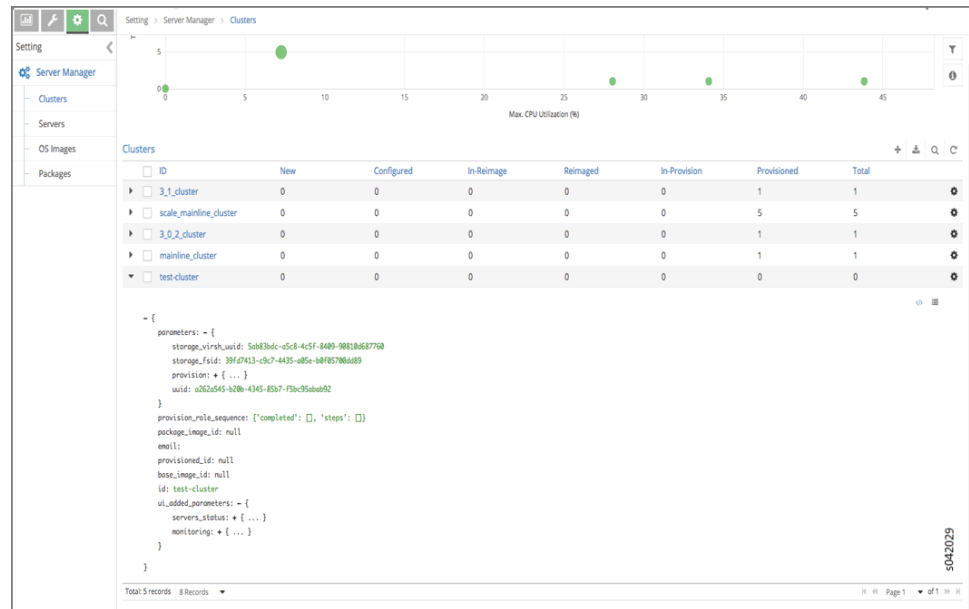 Setting > Server Manager > Clusters
Setting
Server Manager
Clusters
Servers
OS Images
Packages
5
0
0 5 10 15 20 25 30 35 40 45
Max. CPU Utilization (%)
Clusters
ID New Configured In-Reimage Reimaged In-Provision Provisioned Total
3_1_cluster 0 0 0 0 0 1 1
scale_mainline_cluster 0 0 0 0 0 5 5
3_0_2_cluster 0 0 0 0 0 1 1
mainline_cluster 0 0 0 0 0 1 1
test-cluster 0 0 0 0 0 0 0
- {
parameters: - {
storage_virsh_uuid: 5ab83bdc-a5c8-4c5f-8409-90810d687760
storage_fsid: 39fd7413-c9c7-4435-a05e-b0f05700dd89
provision: + { ... }
uuid: a262a545-b20b-4345-85b7-f5bc95abab92
}
provision_role_sequence: {'completed': [], 'steps': []}
package_image_id: null
email:
provisioned_id: null
base_image_id: null
id: test-cluster
ui_added_parameters: - {
servers_status: + { ... }
monitoring: + { ... }
}
}
Total: 5 records 8 Records
Page 1 of 1
s042029